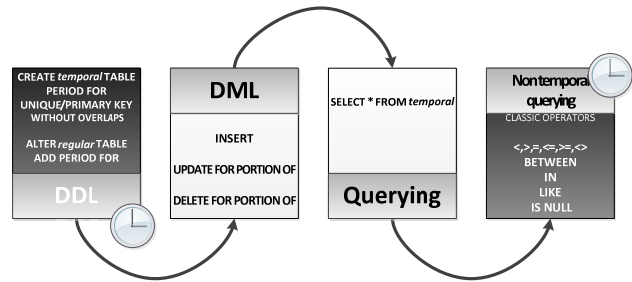 CREATE temporal TABLE
PERIOD FOR
UNIQUE/PRIMARY KEY
WITHOUT OVERLAPS
ALTER regular TABLE
ADD PERIOD FOR
DDL
DML
INSERT
UPDATE FOR PORTION OF
DELETE FOR PORTION OF
SELECT * FROM temporal
Querying
Non temporal
querying
CLASSIC OPERATORS
<,>,=,<=,>=,<>
BETWEEN
IN
LIKE
IS NULL